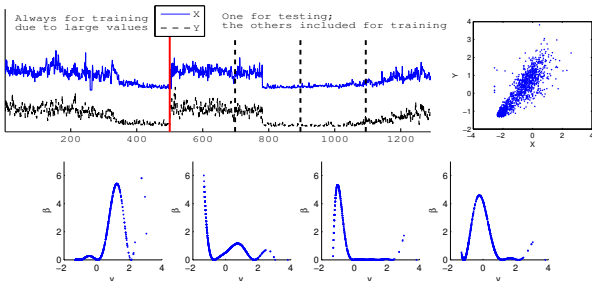 Always for training
due to large values
X
Y
One for testing;
the others included for training
200 400 600 800 1000 1200
4
3
2
1
0
−1
−2
−4 −2 0 2 4
Y
X
6
4
2
0
−2 0 2 4
β
6
4
2
0
−2 0 2 4
β
6
4
2
0
−2 0 2 4
β
6
4
2
0
−2 0 2 4
β